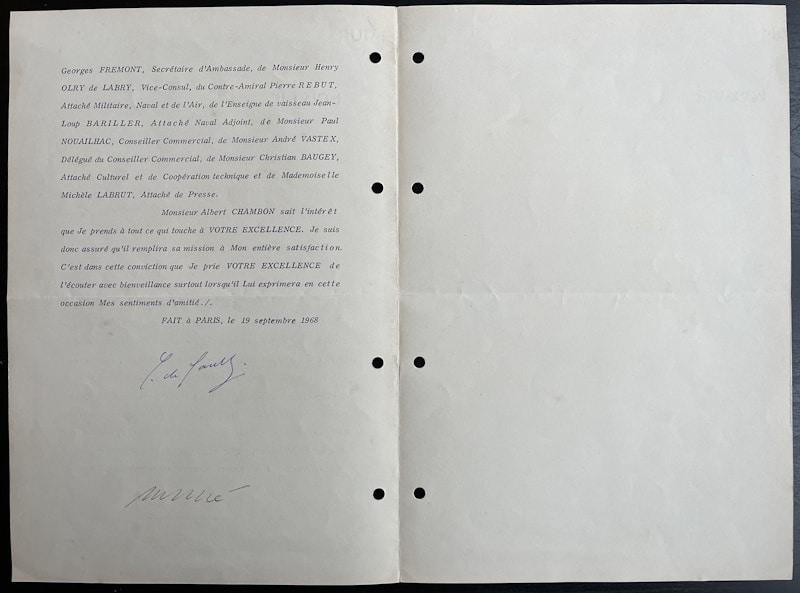 Georges FREMONT, Secrétaire d'Ambassade, de Monsieur Henry
OLRY de LABRY, Vice-Consul, du Contre-Amiral Pierre REBUT,
Attaché Militaire, Naval et de l'Air, de l'Enseigne de vaisseau Jean-
Loup BARILLER, Attaché Naval Adjoint, de Monsieur Paul
NOUAILHAC, Conseiller Commercial, de Monsieur André VASTEX,
Délégué du Conseiller Commercial, de Monsieur Christian BAUGEY,
Attaché Culturel et de Coopération technique et de Mademoiselle
Michèle LABRUT, Attaché de Presse.
Monsieur Albert CHAMBON sait l'intérêt
que Je prends à tout ce qui touche à VOTRE EXCELLENCE. Je suis
donc assuré qu'il remplira sa mission à Mon entière satisfaction.
C'est dans cette conviction que Je prie VOTRE EXCELLENCE de
l'écouter avec bienveillance surtout lorsqu'il Lui exprimera en cette
occasion Mes sentiments d'amitié./.
FAIT à PARIS, le 19 septembre 1968
C. de Gaulle